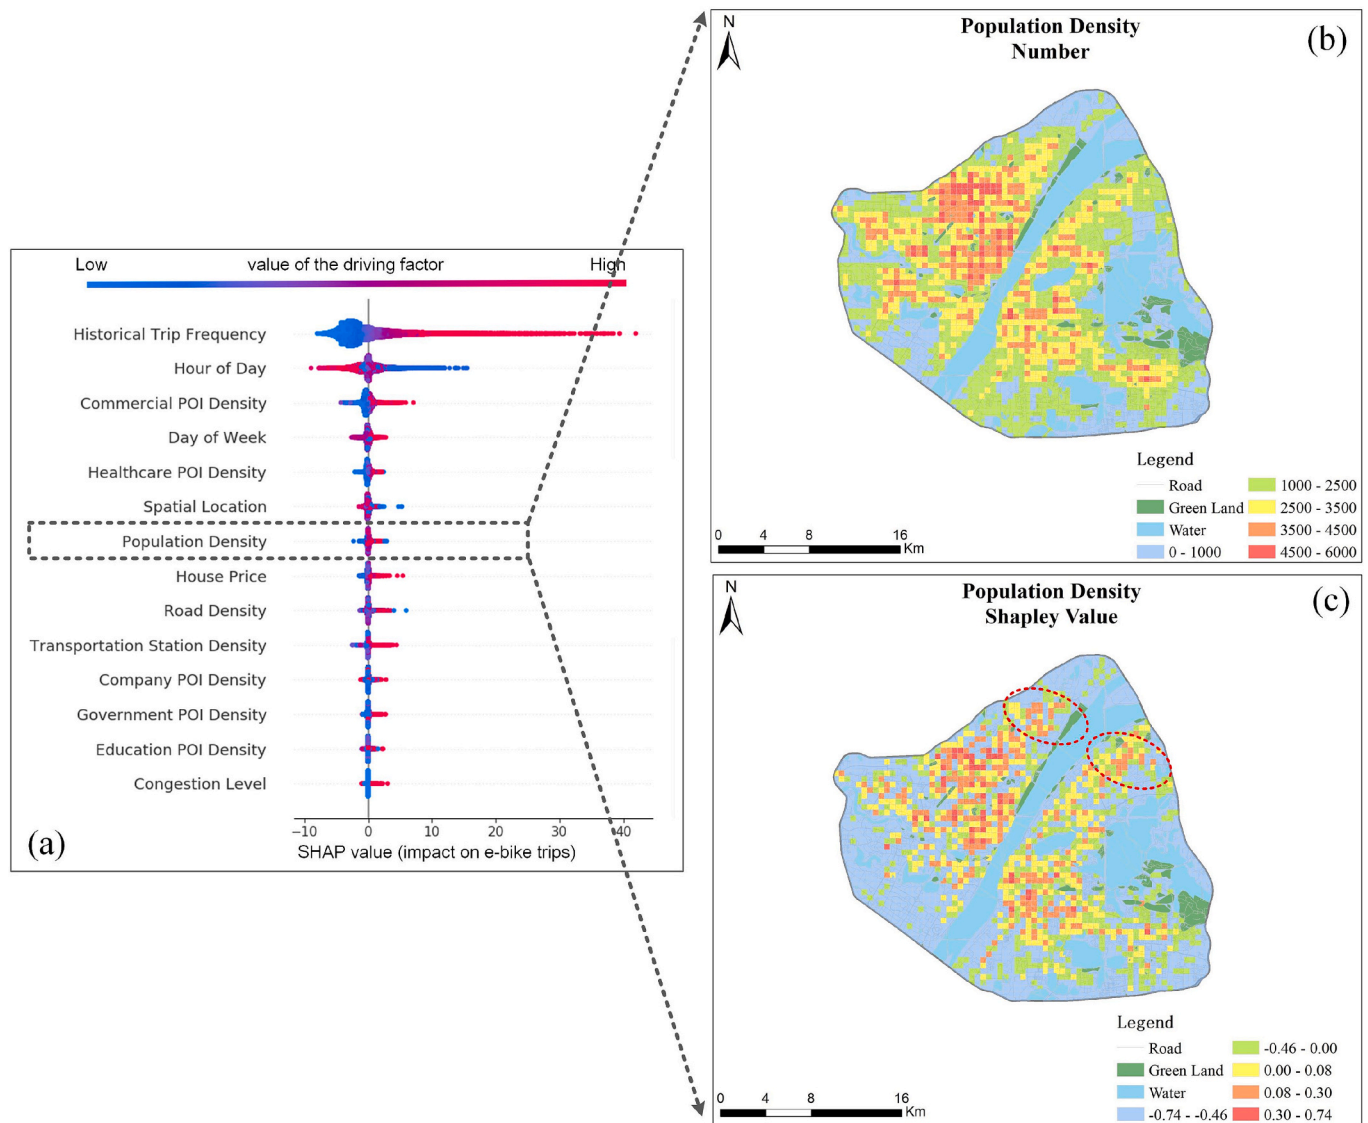 Low value of the driving factor High
Historical Trip Frequency
Hour of Day
Commercial POI Density
Day of Week
Healthcare POI Density
Spatial Location
Population Density
House Price
Road Density
Transportation Station Density
Company POI Density
Government POI Density
Education POI Density
Congestion Level
−10 0 10 20 30 40
SHAP value (impact on e-bike trips)
(a)
N
Population Density
Number
(b)
Legend
Road
Green Land
Water
0 - 1000
1000 - 2500
2500 - 3500
3500 - 4500
4500 - 6000
0 4 8 16
Km
N
Population Density
Shapley Value
(c)
Legend
Road
Green Land
Water
-0.74 - -0.46
-0.46 - 0.00
0.00 - 0.08
0.08 - 0.30
0.30 - 0.74
0 4 8 16
Km